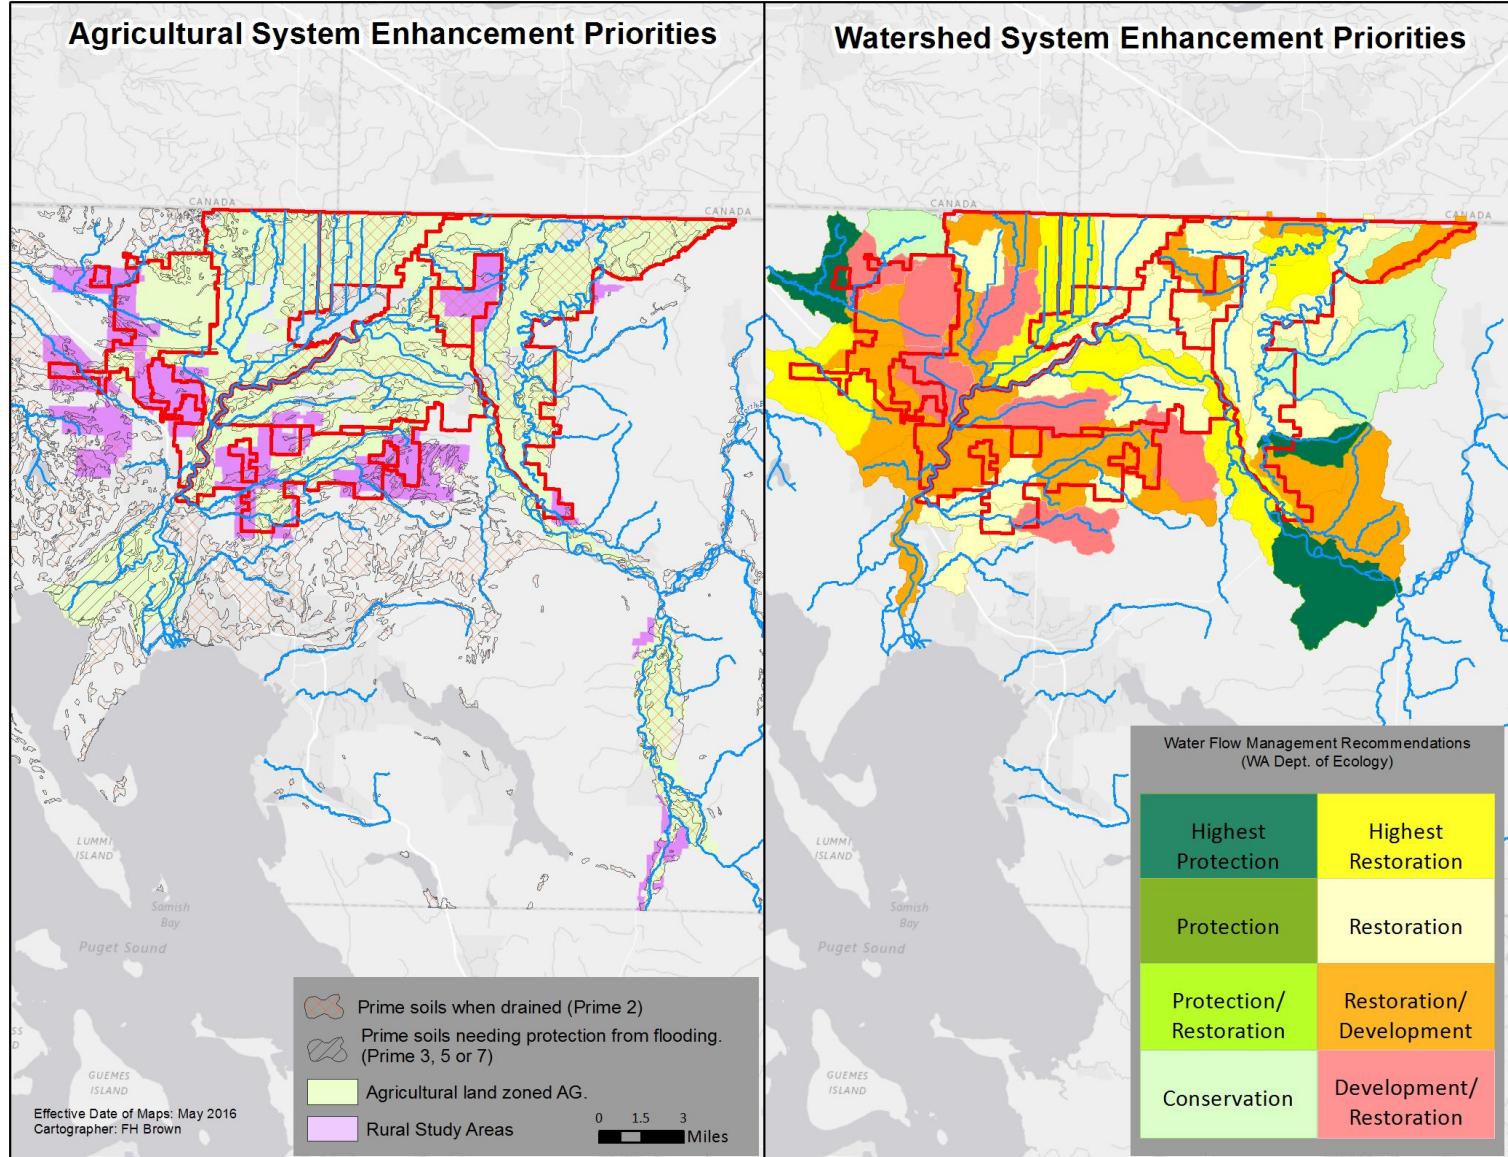 Agricultural System Enhancement Priorities
CANADA
CANADA
LUMMI
ISLAND
Samish
Bay
Puget Sound
GUEMES
ISLAND
Prime soils when drained (Prime 2)
Prime soils needing protection from flooding.
(Prime 3, 5 or 7)
Agricultural land zoned AG.
Rural Study Areas
0 1.5 3
Miles
Effective Date of Maps: May 2016
Cartographer: FH Brown
Watershed System Enhancement Priorities
CANADA
CANADA
LUMMI
ISLAND
Samish
Bay
Puget Sound
GUEMES
ISLAND
Water Flow Management Recommendations
(WA Dept. of Ecology)
Highest
Protection
Highest
Restoration
Protection
Restoration
Protection/
Restoration
Restoration/
Development
Conservation
Development/
Restoration